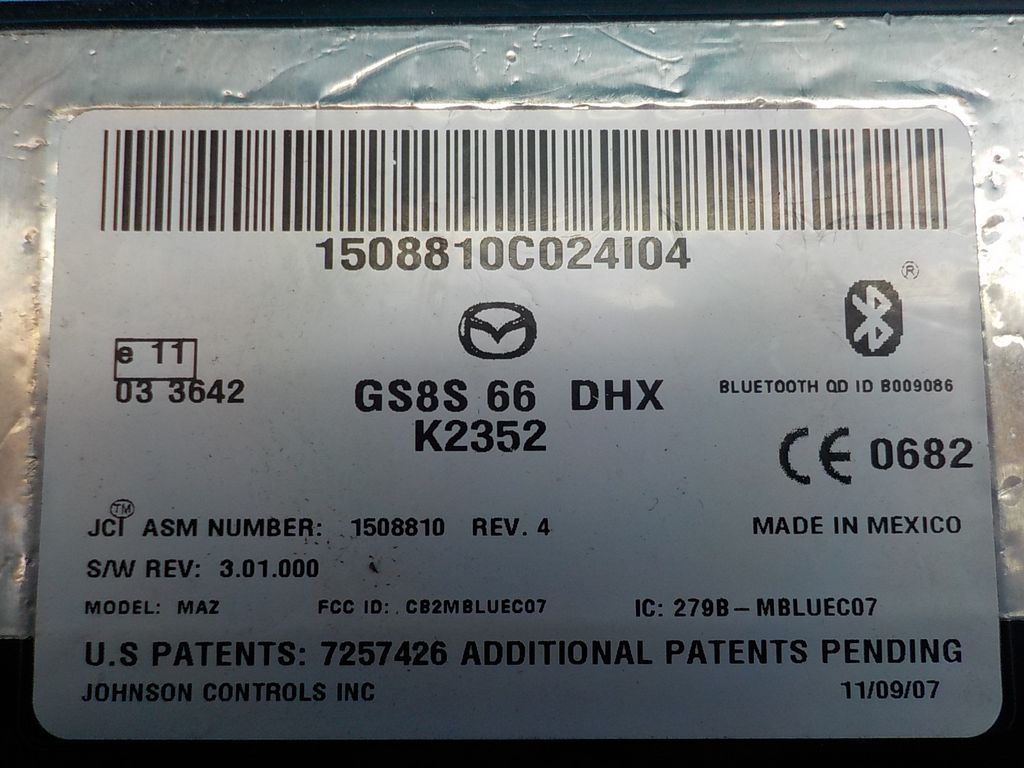 1508810C024I04
®
e 11
03 3642
GS8S 66 DHX
K2352
BLUETOOTH QD ID B009086
CE 0682
JCI™ ASM NUMBER: 1508810 REV. 4
MADE IN MEXICO
S/W REV: 3.01.000
MODEL: MAZ FCC ID: CB2MBLUEC07 IC: 279B-MBLUEC07
U.S PATENTS: 7257426 ADDITIONAL PATENTS PENDING
JOHNSON CONTROLS INC 11/09/07